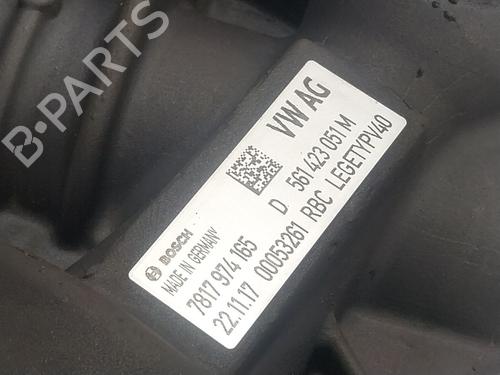 VW AG
D 561 423 051 M
BOSCH
MADE IN GERMANY
7817 974 165
22.11.17 00053261 RBC LEGETYPV40
B-PARTS